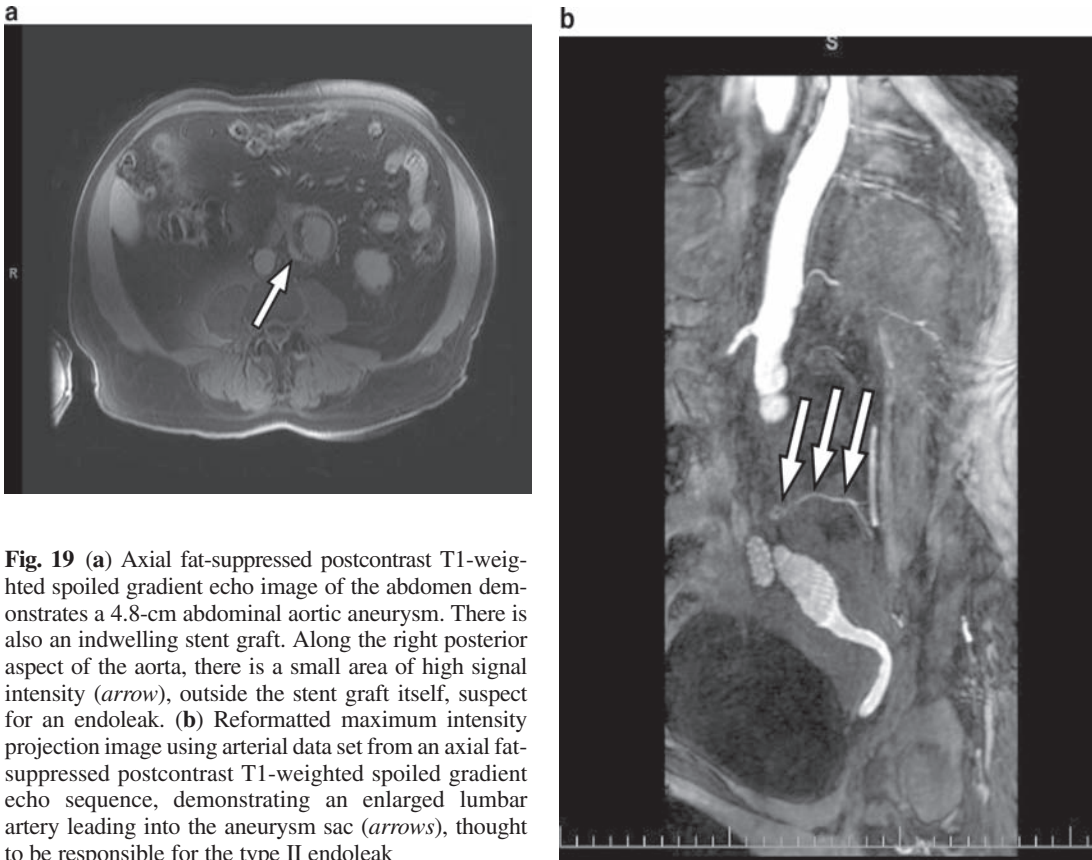 a
b
S
R
Fig. 19 (a) Axial fat-suppressed postcontrast T1-weig-
hted spoiled gradient echo image of the abdomen dem-
onstrates a 4.8-cm abdominal aortic aneurysm. There is
also an indwelling stent graft. Along the right posterior
aspect of the aorta, there is a small area of high signal
intensity (arrow), outside the stent graft itself, suspect
for an endoleak. (b) Reformatted maximum intensity
projection image using arterial data set from an axial fat-
suppressed postcontrast T1-weighted spoiled gradient
echo sequence, demonstrating an enlarged lumbar
artery leading into the aneurysm sac (arrows), thought
to be responsible for the type II endoleak